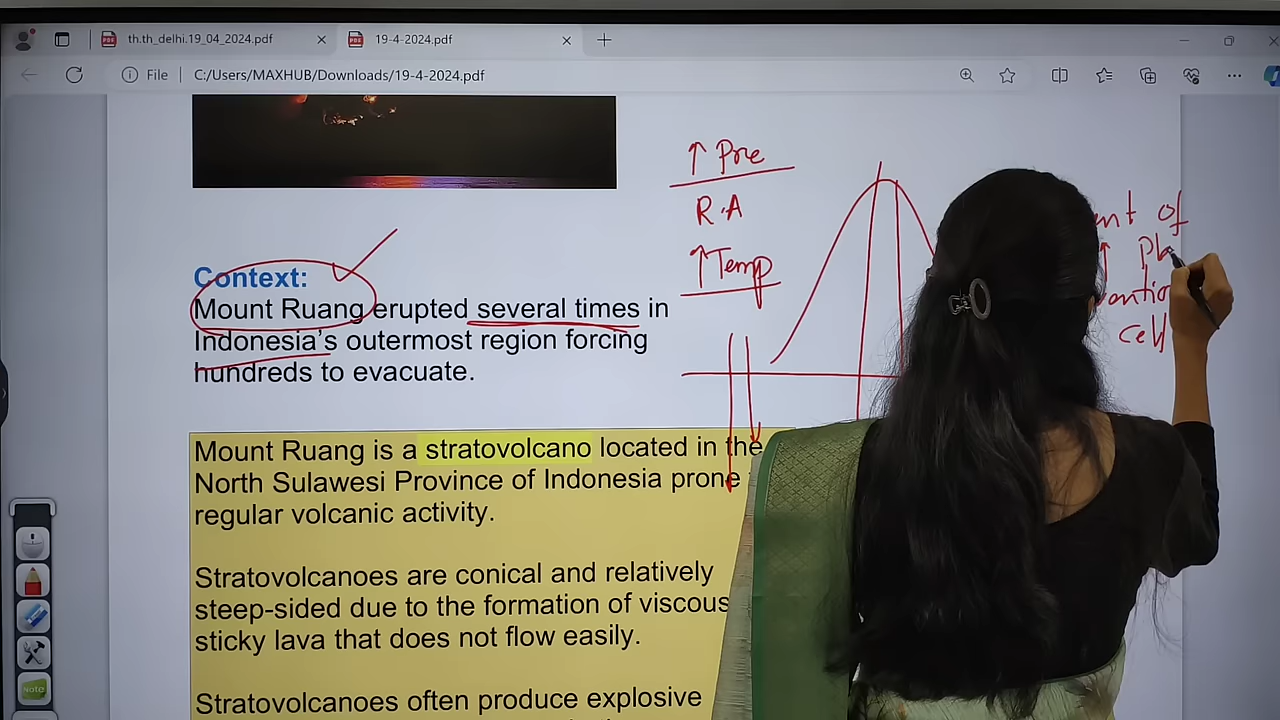 th.th_delhi.19_04_2024.pdf
19-4-2024.pdf
File
C:/Users/MAXHUB/Downloads/19-4-2024.pdf
↑ Pre
R.A
↑ Temp
of
↑
cell
Context:
Mount Ruang erupted several times in
Indonesia's outermost region forcing
hundreds to evacuate.
Mount Ruang is a stratovolcano located in the
North Sulawesi Province of Indonesia prone
regular volcanic activity.
Stratovolcanoes are conical and relatively
steep-sided due to the formation of viscous
sticky lava that does not flow easily.
Stratovolcanoes often produce explosive
Note